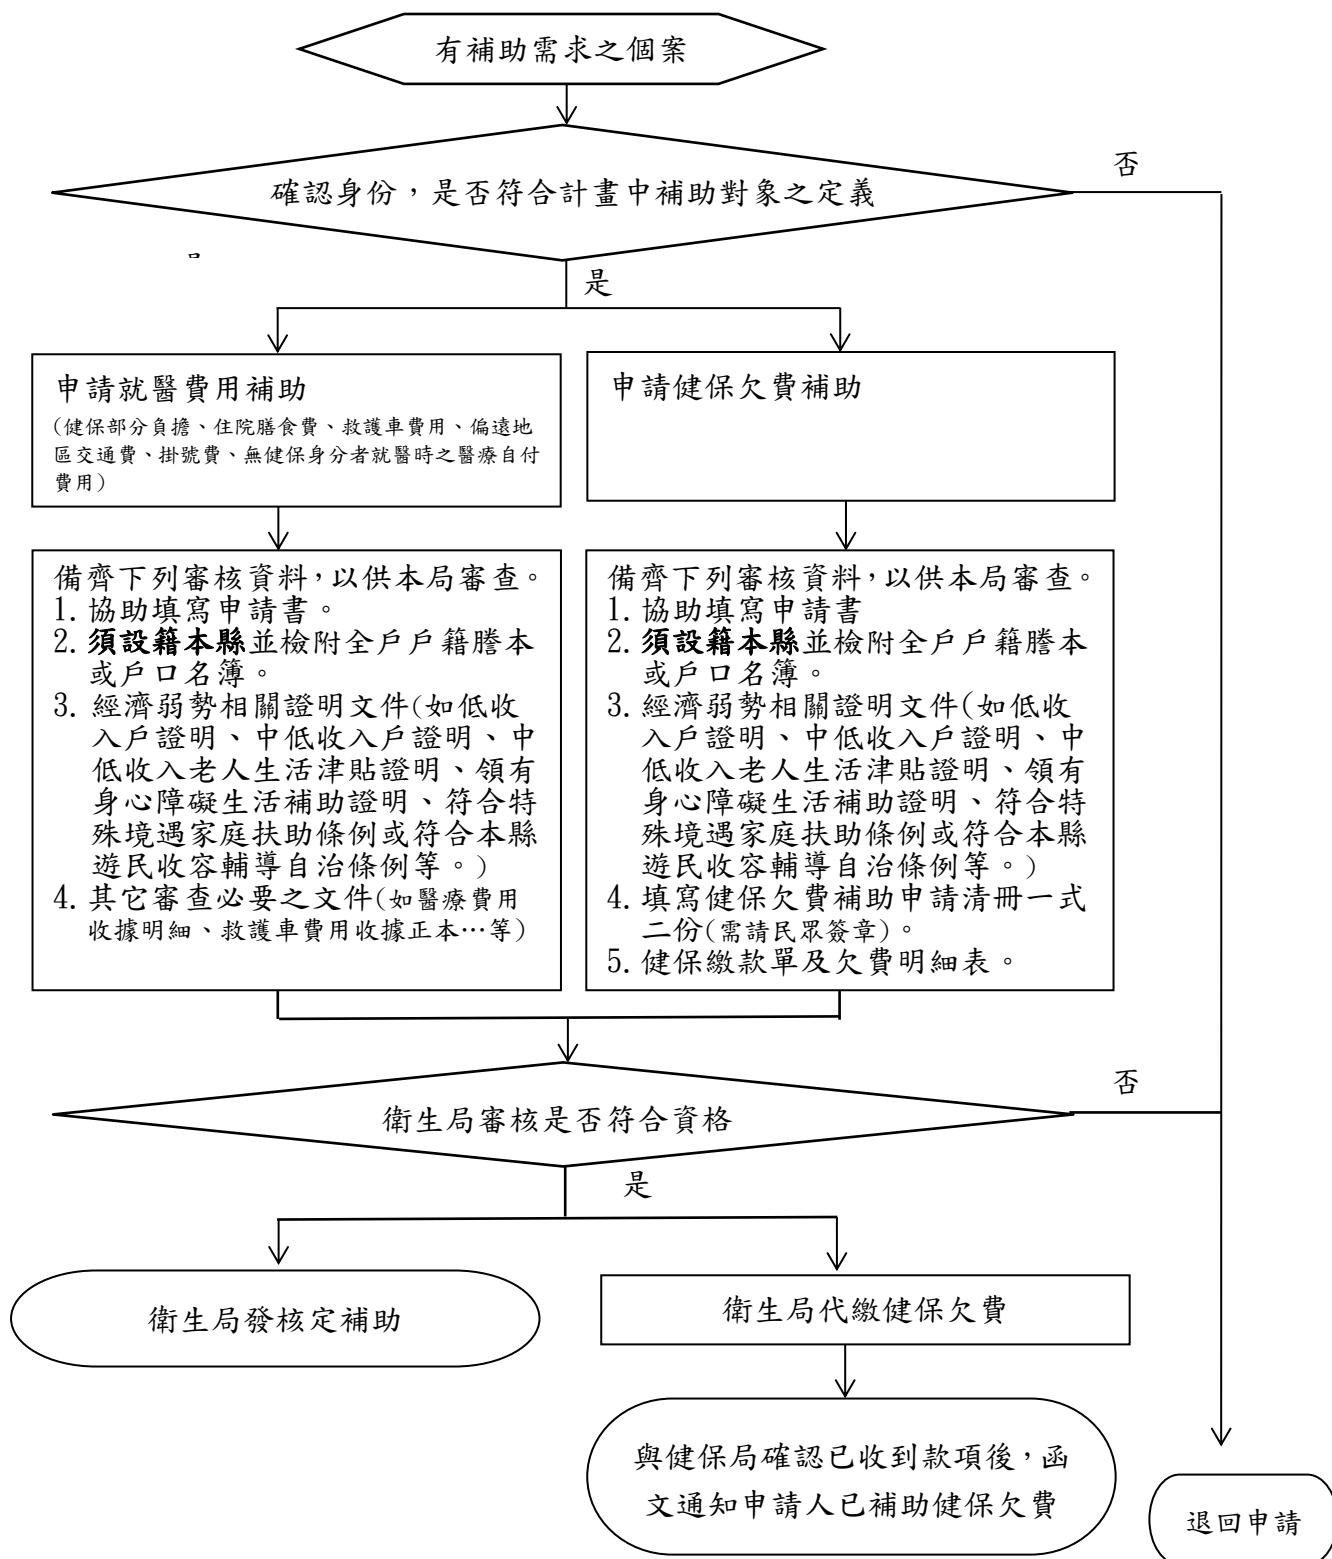 有補助需求之個案
否
確認身份，是否符合計畫中補助對象之定義
是
申請就醫費用補助
(健保部分負擔、住院膳食費、救護車費用、偏遠地
區交通費、掛號費、無健保身分者就醫時之醫療自付
費用)
申請健保欠費補助
備齊下列審核資料，以供本局審查。
1. 協助填寫申請書。
2. 須設籍本縣並檢附全戶戶籍謄本
或戶口名簿。
3. 經濟弱勢相關證明文件(如低收
入戶證明、中低收入戶證明、中
低收入老人生活津貼證明、領有
身心障礙生活補助證明、符合特
殊境遇家庭扶助條例或符合本縣
遊民收容輔導自治條例等。)
4. 其它審查必要之文件(如醫療費用
收據明細、救護車費用收據正本…等)
備齊下列審核資料，以供本局審查。
1. 協助填寫申請書
2. 須設籍本縣並檢附全戶戶籍謄本
或戶口名簿。
3. 經濟弱勢相關證明文件(如低收
入戶證明、中低收入戶證明、中
低收入老人生活津貼證明、領有
身心障礙生活補助證明、符合特
殊境遇家庭扶助條例或符合本縣
遊民收容輔導自治條例等。)
4. 填寫健保欠費補助申請清冊一式
二份(需請民眾簽章)。
5. 健保繳款單及欠費明細表。
否
衛生局審核是否符合資格
是
衛生局發核定補助
衛生局代繳健保欠費
與健保局確認已收到款項後，函
文通知申請人已補助健保欠費
退回申請